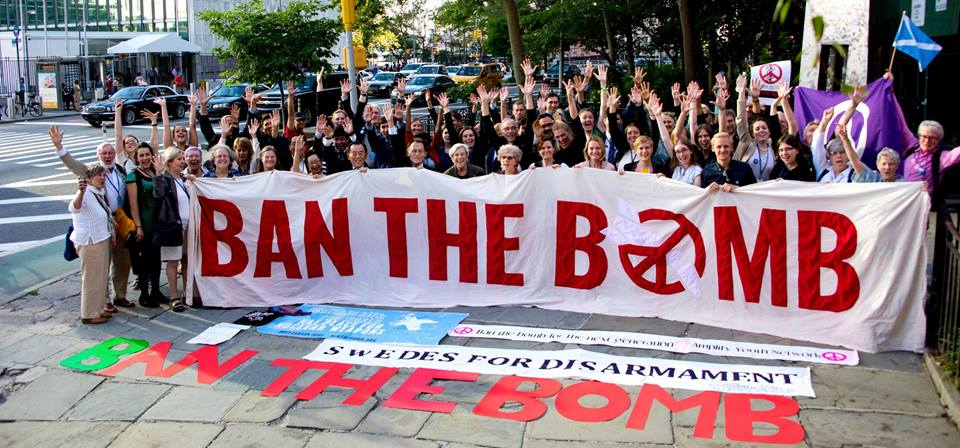 BAN THE BOMB
Ban the bomb for the next generation Amplify Youth Network
SWEDES FOR DISARMAMENT
BAN THE BOMB